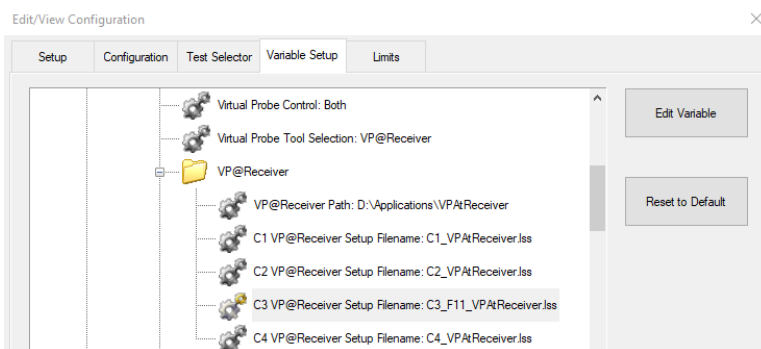 Edit/View Configuration
Setup Configuration Test Selector Variable Setup Limits
Virtual Probe Control: Both
Virtual Probe Tool Selection: VP@Receiver
VP@Receiver
VP@Receiver Path: D:\Applications\VPAtReceiver
C1 VP@Receiver Setup Filename: C1_VPAtReceiver.lss
C2 VP@Receiver Setup Filename: C2_VPAtReceiver.lss
C3 VP@Receiver Setup Filename: C3_F11_VPAtReceiver.lss
C4 VP@Receiver Setup Filename: C4_VPAtReceiver.lss
Edit Variable
Reset to Default